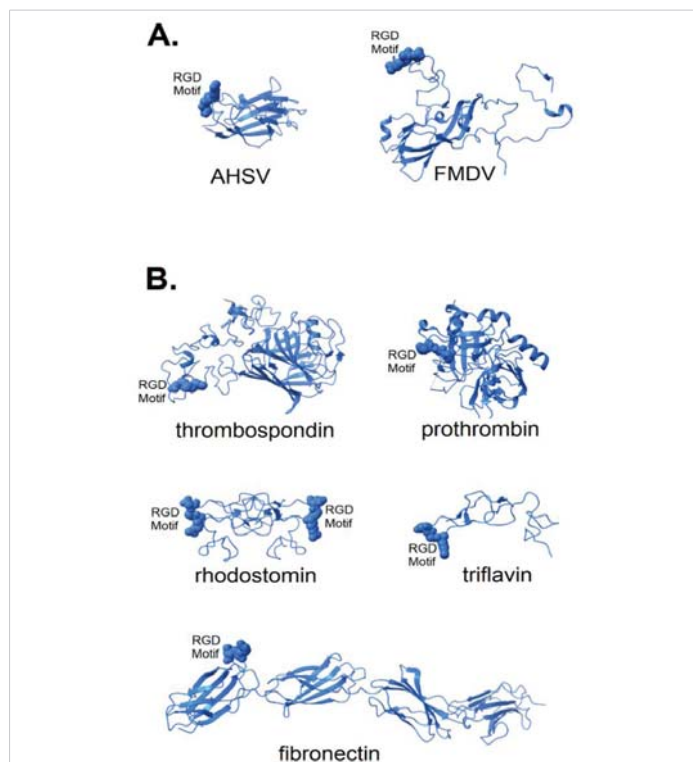 A.
RGD
Motif
AHSV
RGD
Motif
FMDV
B.
RGD
Motif
thrombospondin
RGD
Motif
prothrombin
RGD
Motif
RGD
Motif
rhodostomin
RGD
Motif
triflavin
RGD
Motif
fibronectin